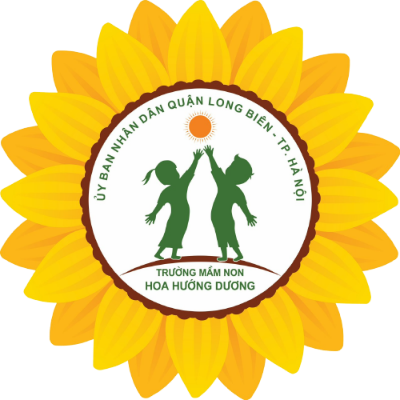 ỦY BAN NHÂN DÂN QUẬN LONG BIÊN - TP. HÀ NỘI
TRƯỜNG MẦM NON
HOA HƯỚNG DƯƠNG